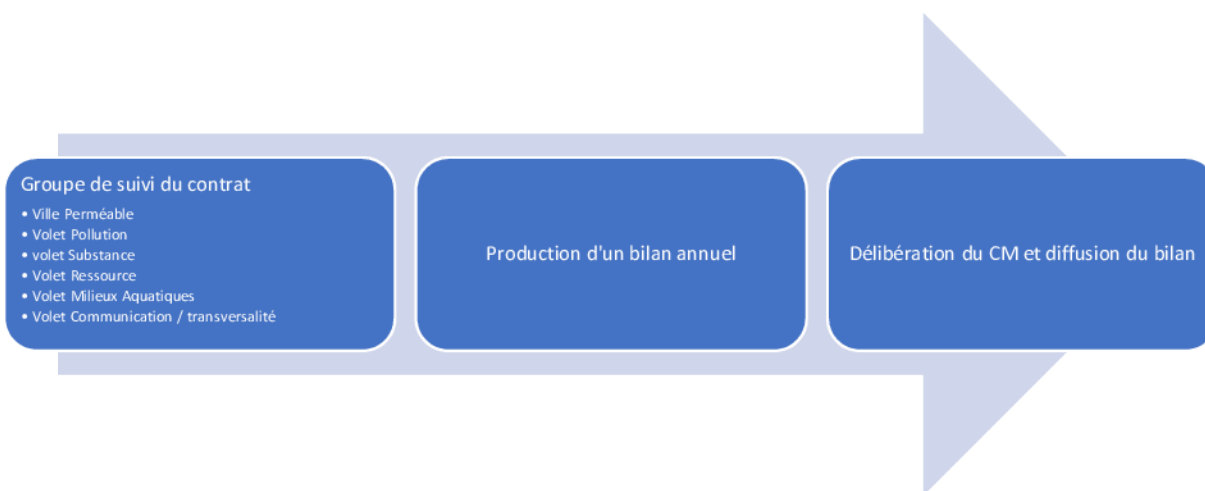 Groupe de suivi du contrat
• Ville Perméable
• Volet Pollution
• volet Substance
• Volet Ressource
• Volet Milieux Aquatiques
• Volet Communication / transversalité
Production d'un bilan annuel
Délibération du CM et diffusion du bilan